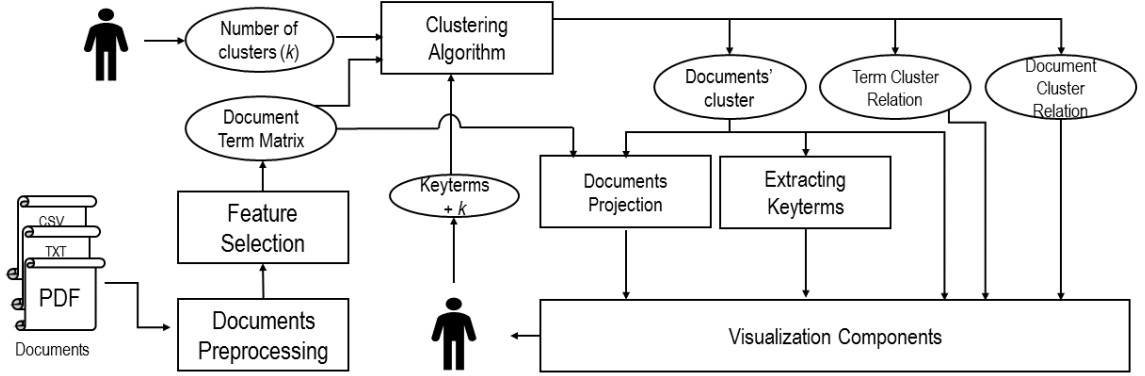 Number of
clusters (k)
Clustering
Algorithm
Documents'
cluster
Term Cluster
Relation
Document
Cluster
Relation
Document
Term Matrix
Keyterms
+ k
Documents
Projection
Extracting
Keyterms
Feature
Selection
CSV
TXT
PDF
Documents
Documents
Preprocessing
Visualization Components